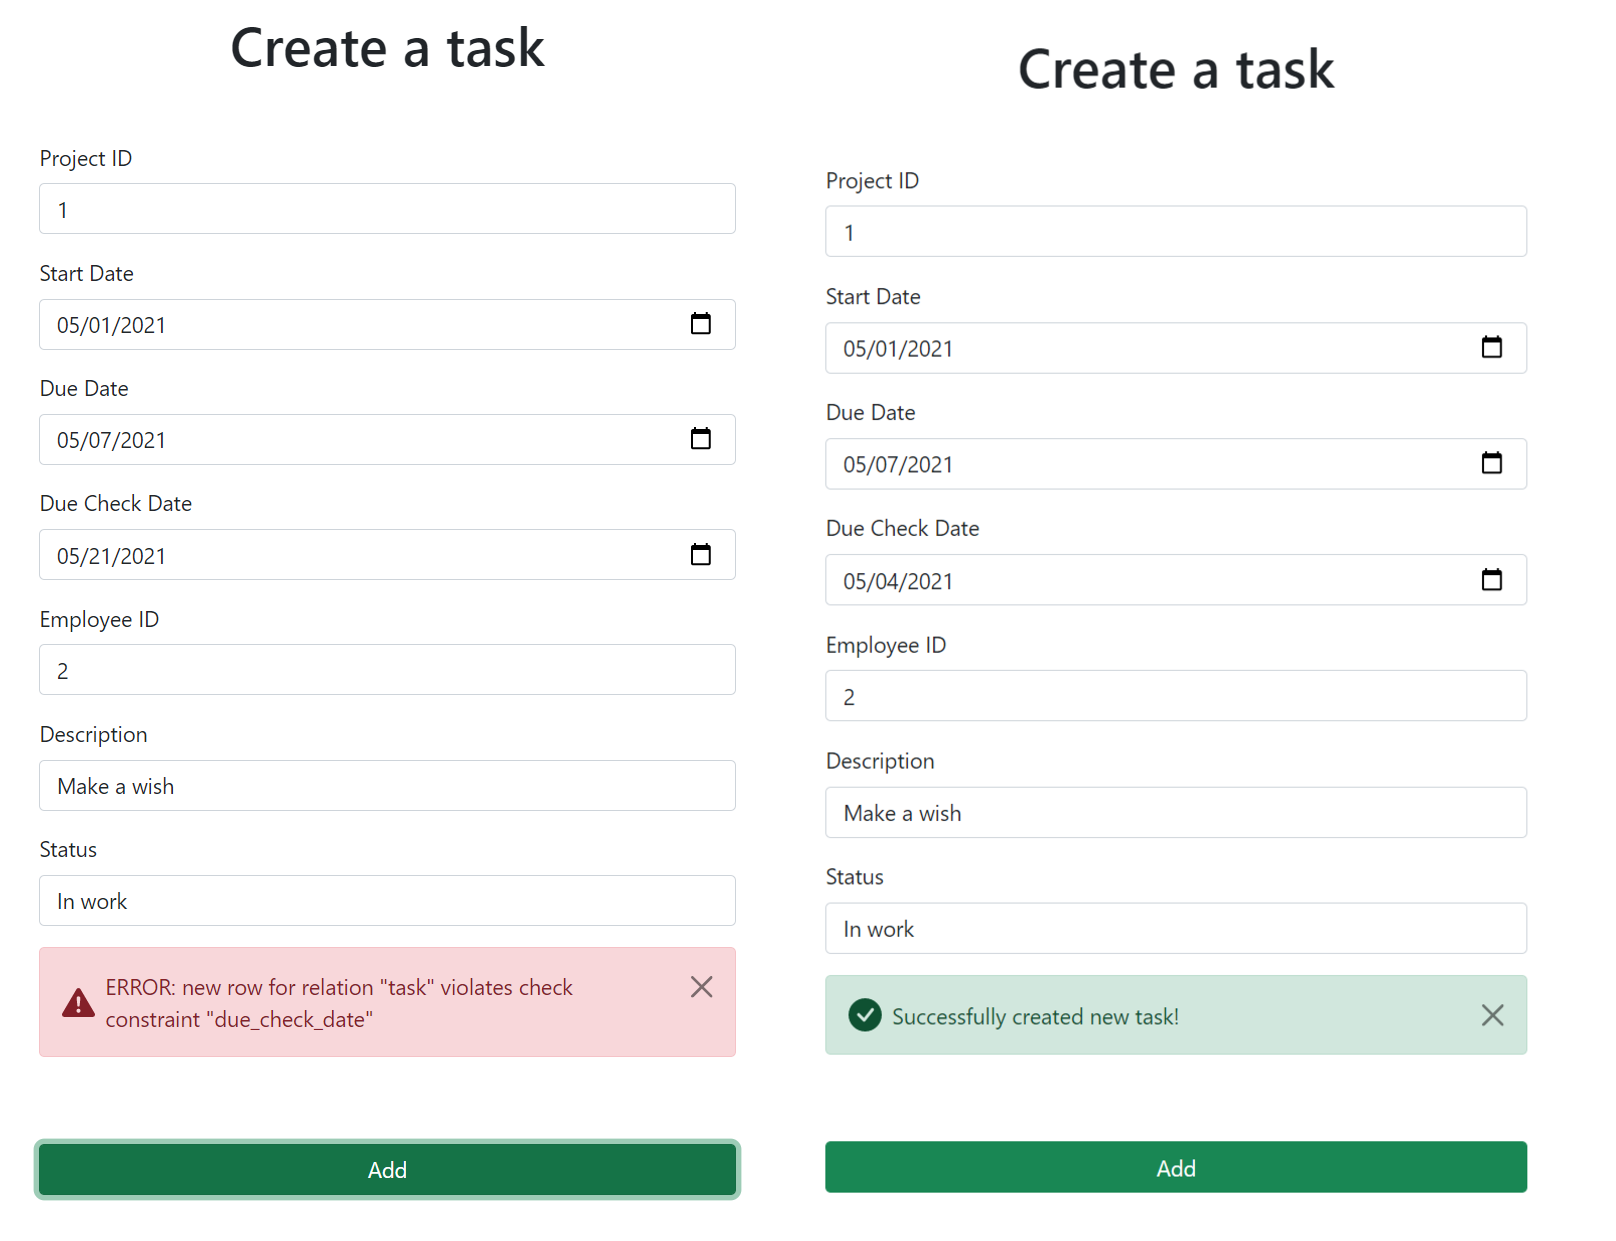 Create a task
Project ID
1
Start Date
05/01/2021
Due Date
05/07/2021
Due Check Date
05/21/2021
Employee ID
2
Description
Make a wish
Status
In work
ERROR: new row for relation "task" violates check
constraint "due_check_date"
Add
Create a task
Project ID
1
Start Date
05/01/2021
Due Date
05/07/2021
Due Check Date
05/04/2021
Employee ID
2
Description
Make a wish
Status
In work
Successfully created new task!
Add